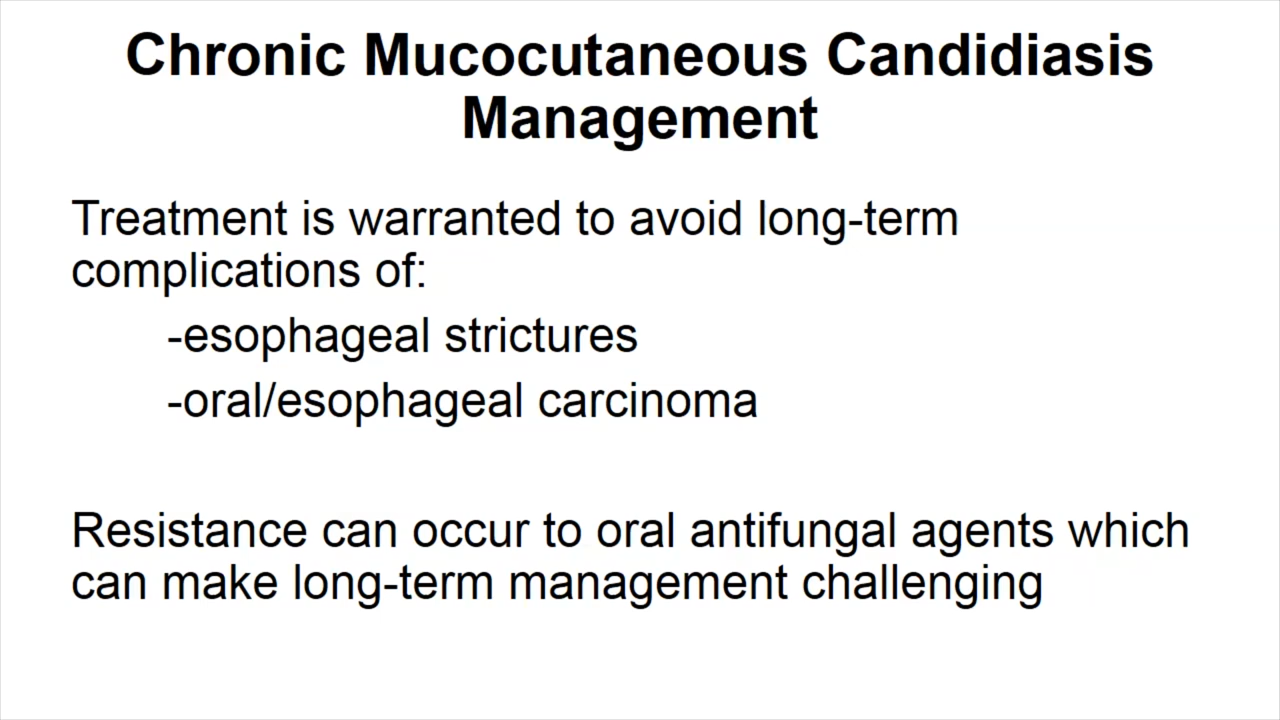 Chronic Mucocutaneous Candidiasis
Management
Treatment is warranted to avoid long-term
complications of:
-esophageal strictures
-oral/esophageal carcinoma
Resistance can occur to oral antifungal agents which
can make long-term management challenging